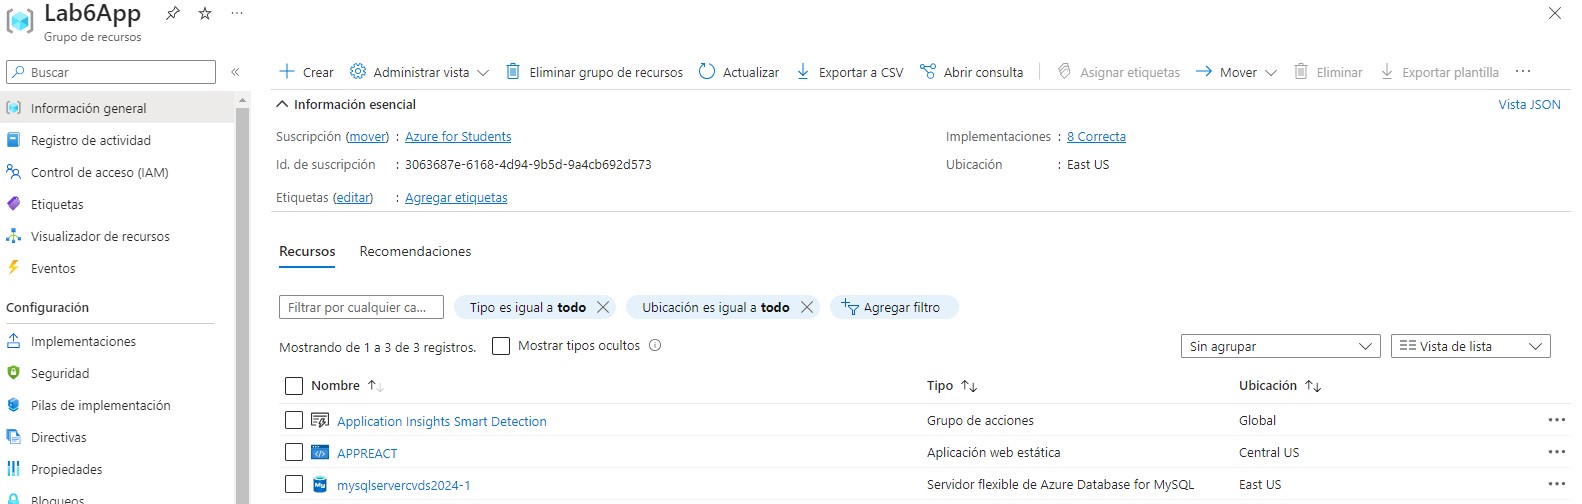 Lab6App
Grupo de recursos
Buscar
Información general
Registro de actividad
Control de acceso (IAM)
Etiquetas
Visualizador de recursos
Eventos
Configuración
Implementaciones
Seguridad
Pilas de implementación
Directivas
Propiedades
Bloqueos
Crear Administrar vista Eliminar grupo de recursos Actualizar Exportar a CSV Abrir consulta Asignar etiquetas Mover Eliminar Exportar plantilla
Información esencial Vista JSON
Suscripción (mover) : Azure for Students Implementaciones : 8 Correcta
Id. de suscripción : 3063687e-6168-4d94-9b5d-9a4cb692d573 Ubicación : East US
Etiquetas (editar) : Agregar etiquetas
Recursos Recomendaciones
Filtrar por cualquier ca... Tipo es igual a todo Ubicación es igual a todo Agregar filtro
Mostrando de 1 a 3 de 3 registros. Mostrar tipos ocultos Sin agrupar Vista de lista
Nombre Tipo Ubicación
Application Insights Smart Detection Grupo de acciones Global
APPREACT Aplicación web estática Central US
mysqlservercvds2024-1 Servidor flexible de Azure Database for MySQL East US